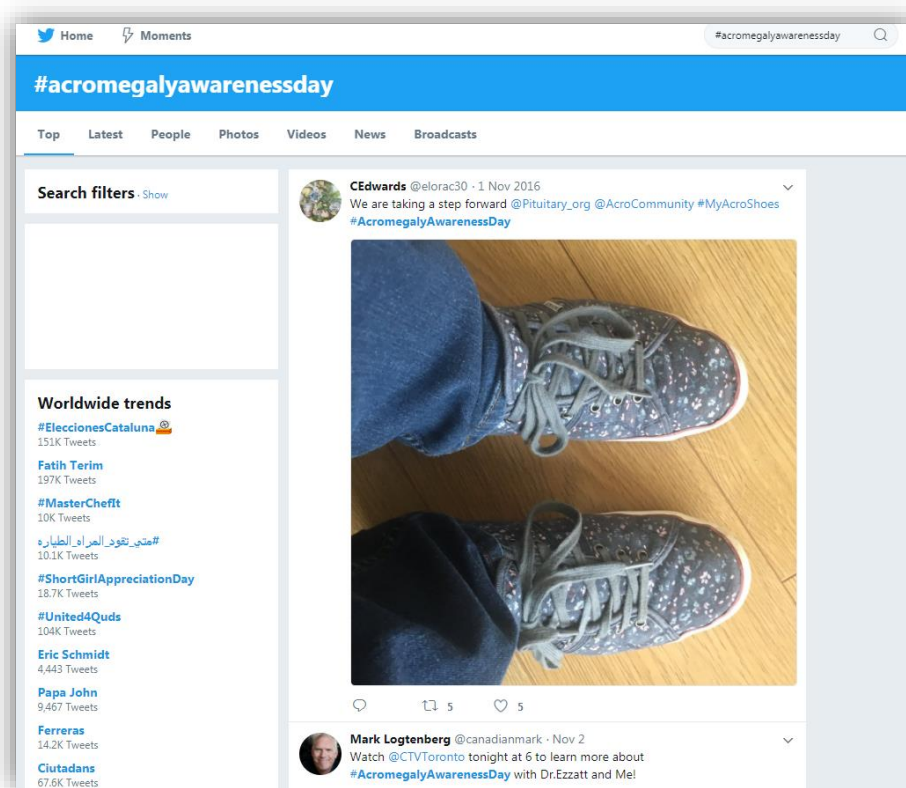 Home Moments #acromegalyawarenessday
#acromegalyawarenessday
Top Latest People Photos Videos News Broadcasts
Search filters · Show
Worldwide trends
#EleccionesCataluna
151K Tweets
Fatih Terim
197K Tweets
#MasterChefIt
10K Tweets
#متي_تقود_المراه_الطياره
10.1K Tweets
#ShortGirlAppreciationDay
18.7K Tweets
#United4Quds
104K Tweets
Eric Schmidt
4,443 Tweets
Papa John
9,467 Tweets
Ferreras
14.2K Tweets
Ciutadans
67.6K Tweets
CEdwards @elorac30 · 1 Nov 2016
We are taking a step forward @Pituitary_org @AcroCommunity #MyAcroShoes
#AcromegalyAwarenessDay
5 5
Mark Logtenberg @canadianmark · Nov 2
Watch @CTVToronto tonight at 6 to learn more about
#AcromegalyAwarenessDay with Dr.Ezzatt and Me!